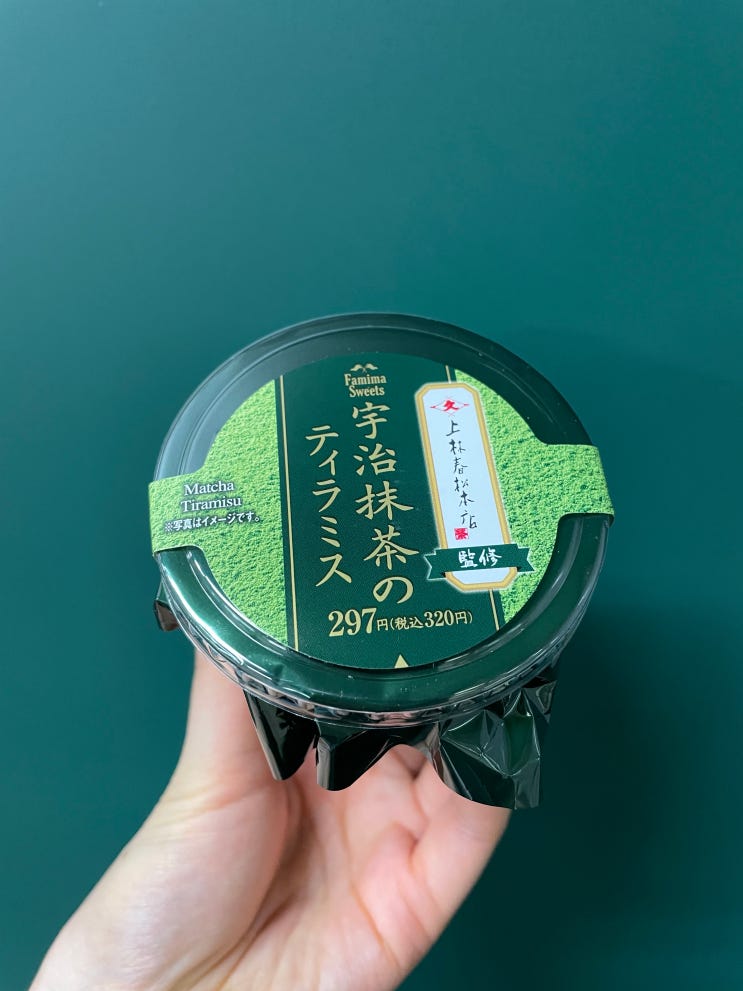 Famima
Sweets
宇治抹茶の
ティラミス
297円(税込320円)
久
上林春松本店
監修
Matcha
Tiramisu
※写真はイメージです。